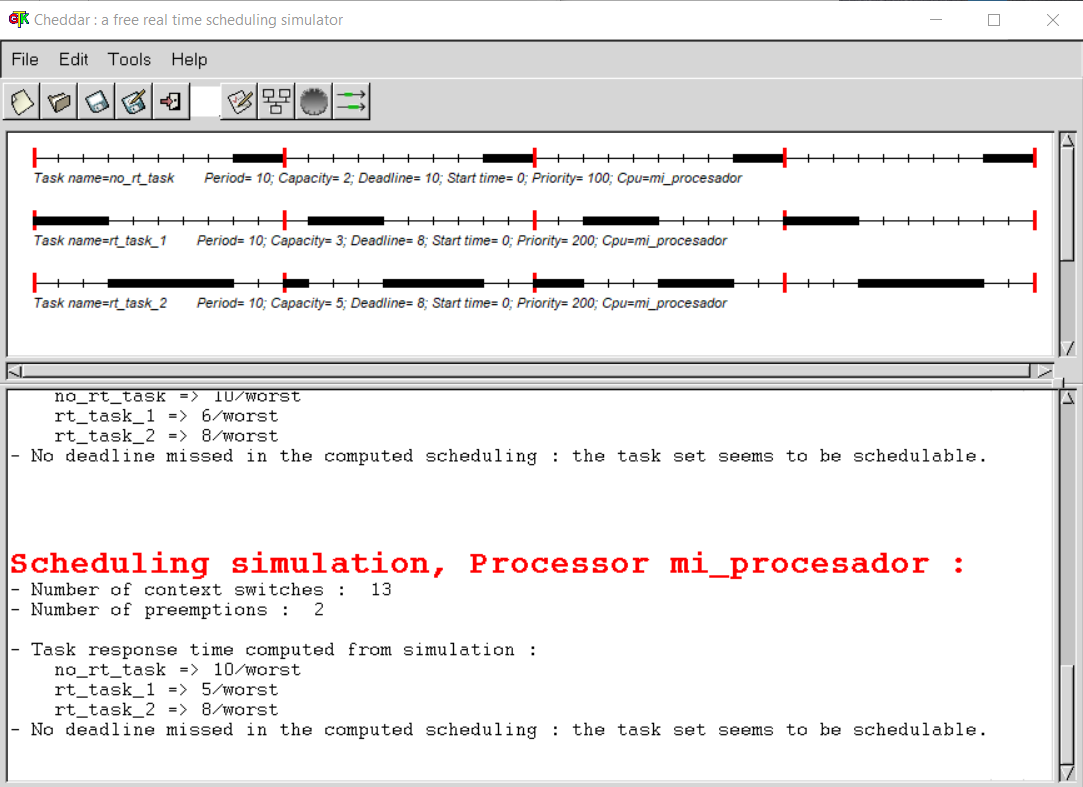 Cheddar : a free real time scheduling simulator
File Edit Tools Help
Task name=no_rt_task Period= 10; Capacity= 2; Deadline= 10; Start time= 0; Priority= 100; Cpu=mi_procesador
Task name=rt_task_1 Period= 10; Capacity= 3; Deadline= 8; Start time= 0; Priority= 200; Cpu=mi_procesador
Task name=rt_task_2 Period= 10; Capacity= 5; Deadline= 8; Start time= 0; Priority= 200; Cpu=mi_procesador
no_rt_task => 10/worst
rt_task_1 => 6/worst
rt_task_2 => 8/worst
- No deadline missed in the computed scheduling : the task set seems to be schedulable.
Scheduling simulation, Processor mi_procesador :
- Number of context switches : 13
- Number of preemptions : 2
- Task response time computed from simulation :
no_rt_task => 10/worst
rt_task_1 => 5/worst
rt_task_2 => 8/worst
- No deadline missed in the computed scheduling : the task set seems to be schedulable.